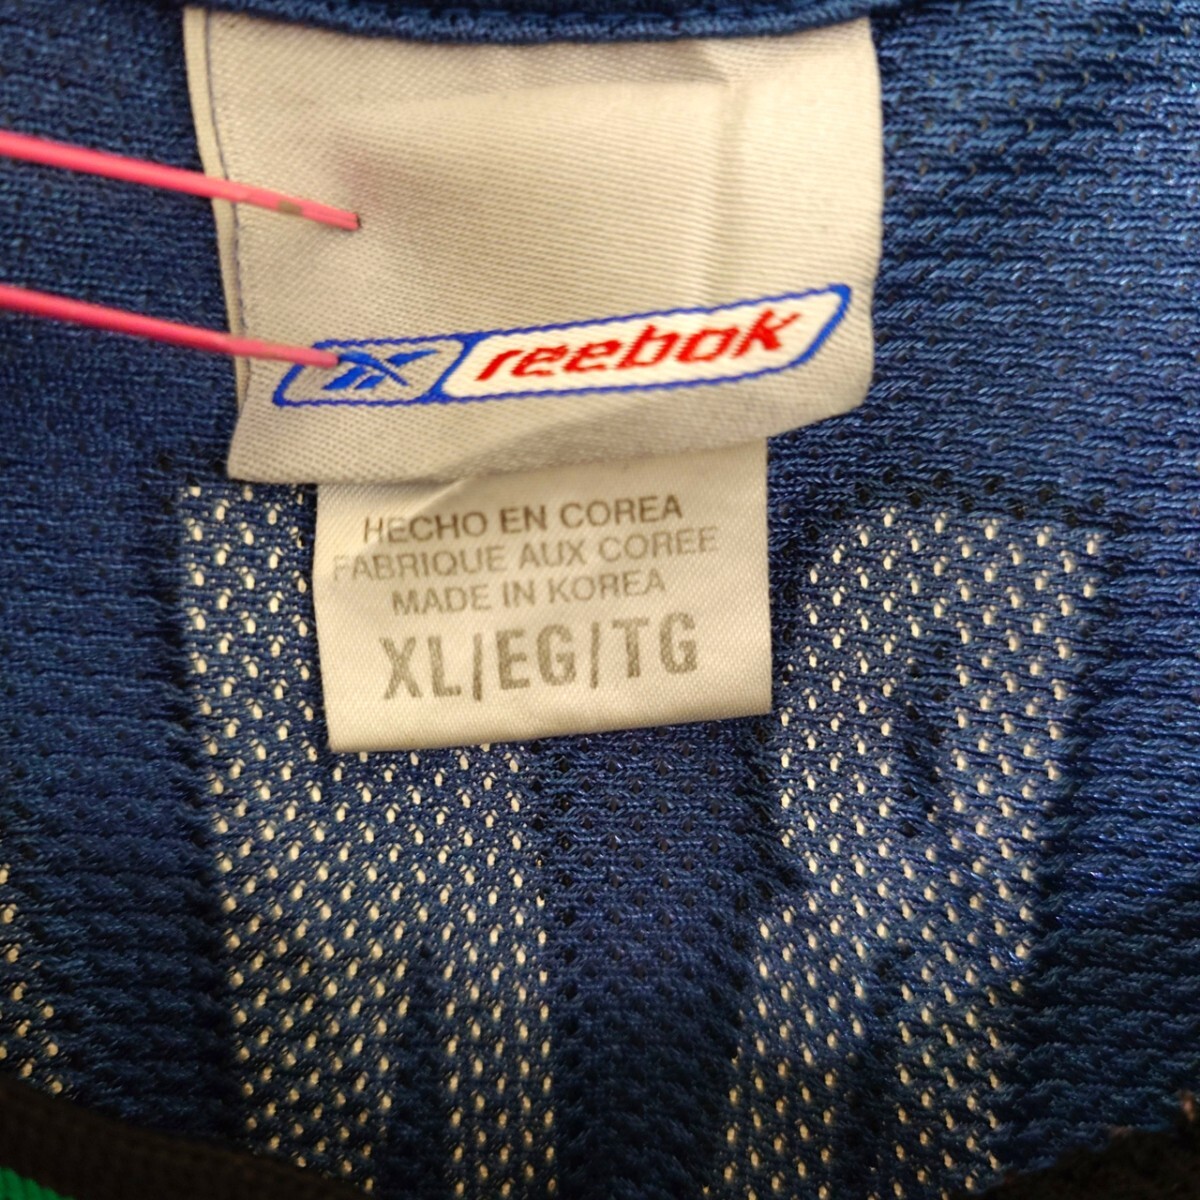 reebok
HECHO EN COREA
FABRIQUE AUX COREE
MADE IN KOREA
XL/EG/TG